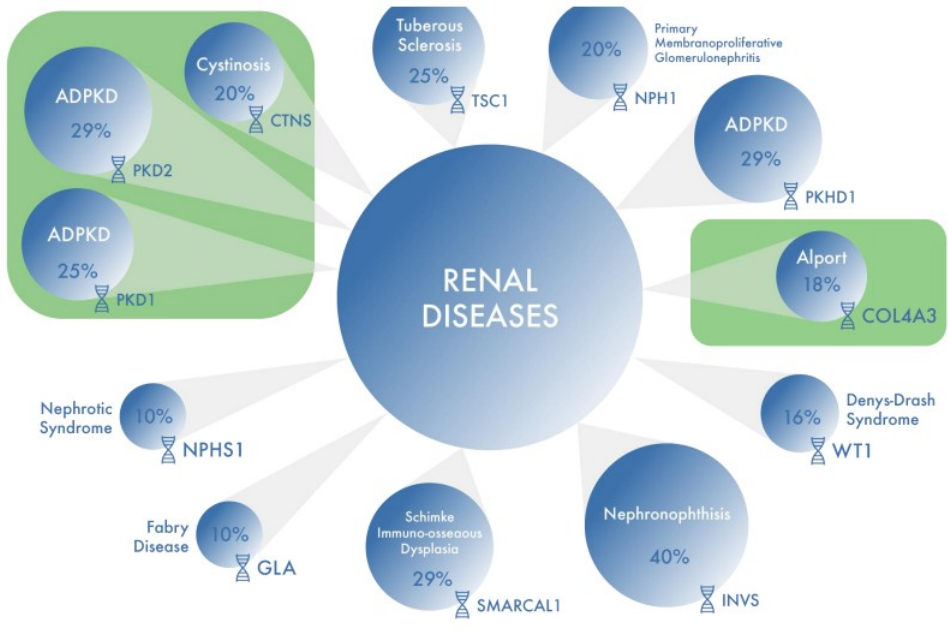 ADPKD
29%
PKD2
Cystinosis
20%
CTNS
ADPKD
25%
PKD1
Tuberous
Sclerosis
25%
TSC1
20%
Primary
Membranoproliferative
Glomerulonephritis
NPH1
ADPKD
29%
PKHD1
RENAL
DISEASES
Alport
18%
COL4A3
Nephrotic
Syndrome
10%
NPHS1
16%
Denys-Drash
Syndrome
WT1
Fabry
Disease
10%
GLA
Schimke
Immuno-osseaous
Dysplasia
29%
SMARCAL1
Nephronophthisis
40%
INVS